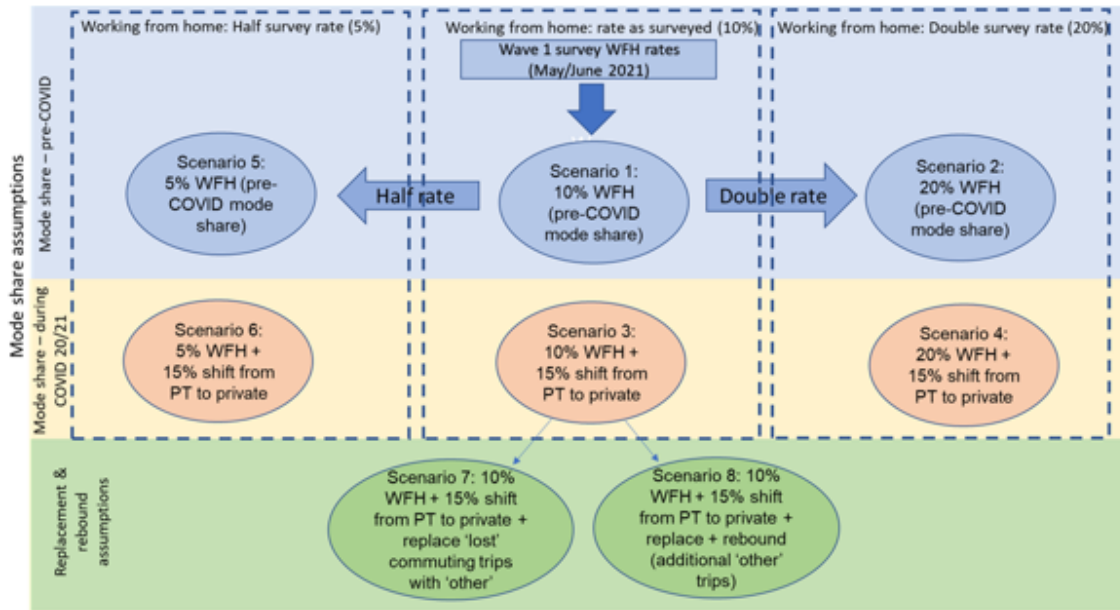 Working from home: Half survey rate (5%)
Working from home: rate as surveyed (10%)
Working from home: Double survey rate (20%)
Wave 1 survey WFH rates
(May/June 2021)
Mode share assumptions
Mode share – pre-COVID
Scenario 5:
5% WFH (pre-
COVID mode
share)
Half rate
Scenario 1:
10% WFH
(pre-COVID
mode share)
Double rate
Scenario 2:
20% WFH
(pre-COVID
mode share)
Mode share – during
COVID 20/21
Scenario 6:
5% WFH +
15% shift from
PT to private
Scenario 3:
10% WFH +
15% shift from
PT to private
Scenario 4:
20% WFH +
15% shift from
PT to private
Replacement &
rebound
assumptions
Scenario 7: 10%
WFH + 15% shift
from PT to private +
replace ‘lost’
commuting trips
with ‘other’
Scenario 8: 10%
WFH + 15% shift
from PT to private +
replace + rebound
(additional ‘other’
trips)